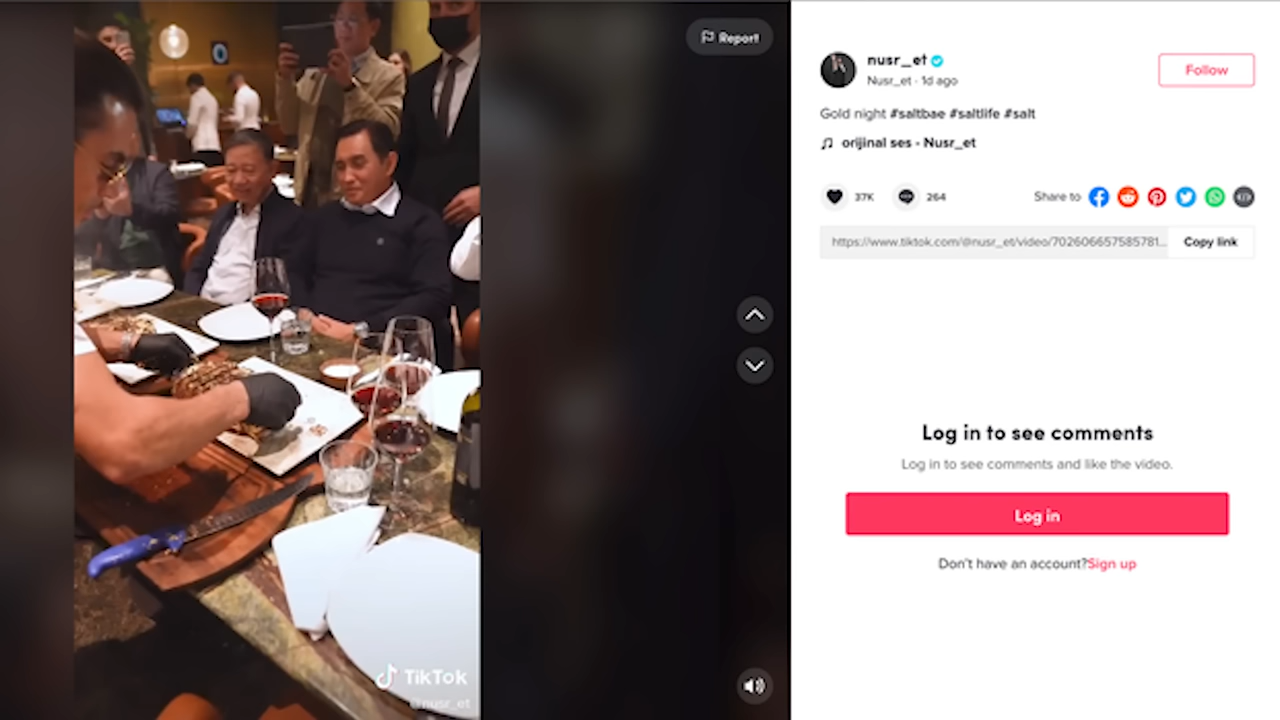 Report
nusr_et
Nusr_et · 1d ago
Follow
Gold night #saltbae #saltlife #salt
orijinal ses - Nusr_et
37K
264
Share to
https://www.tiktok.com/@nusr_et/video/702606657585781...
Copy link
Log in to see comments
Log in to see comments and like the video.
Log in
Don't have an account?Sign up
TikTok
@nusr_et